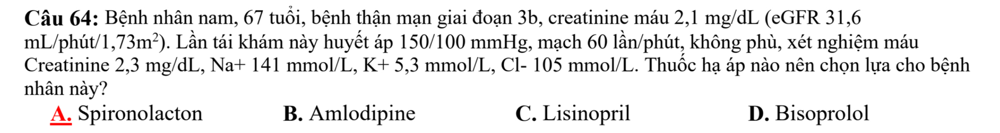 Câu 64: Bệnh nhân nam, 67 tuổi, bệnh thận mạn giai đoạn 3b, creatinine máu 2,1 mg/dL (eGFR 31,6
mL/phút/1,73m²). Lần tái khám này huyết áp 150/100 mmHg, mạch 60 lần/phút, không phù, xét nghiệm máu
Creatinine 2,3 mg/dL, Na+ 141 mmol/L, K+ 5,3 mmol/L, Cl- 105 mmol/L. Thuốc hạ áp nào nên chọn lựa cho bệnh
nhân này?
A. Spironolacton B. Amlodipine C. Lisinopril D. Bisoprolol